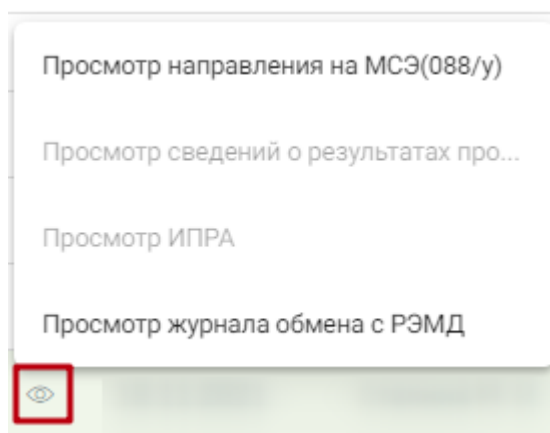 Просмотр направления на МСЭ(088/у)
Просмотр сведений о результатах про...
Просмотр ИПРА
Просмотр журнала обмена с РЭМД